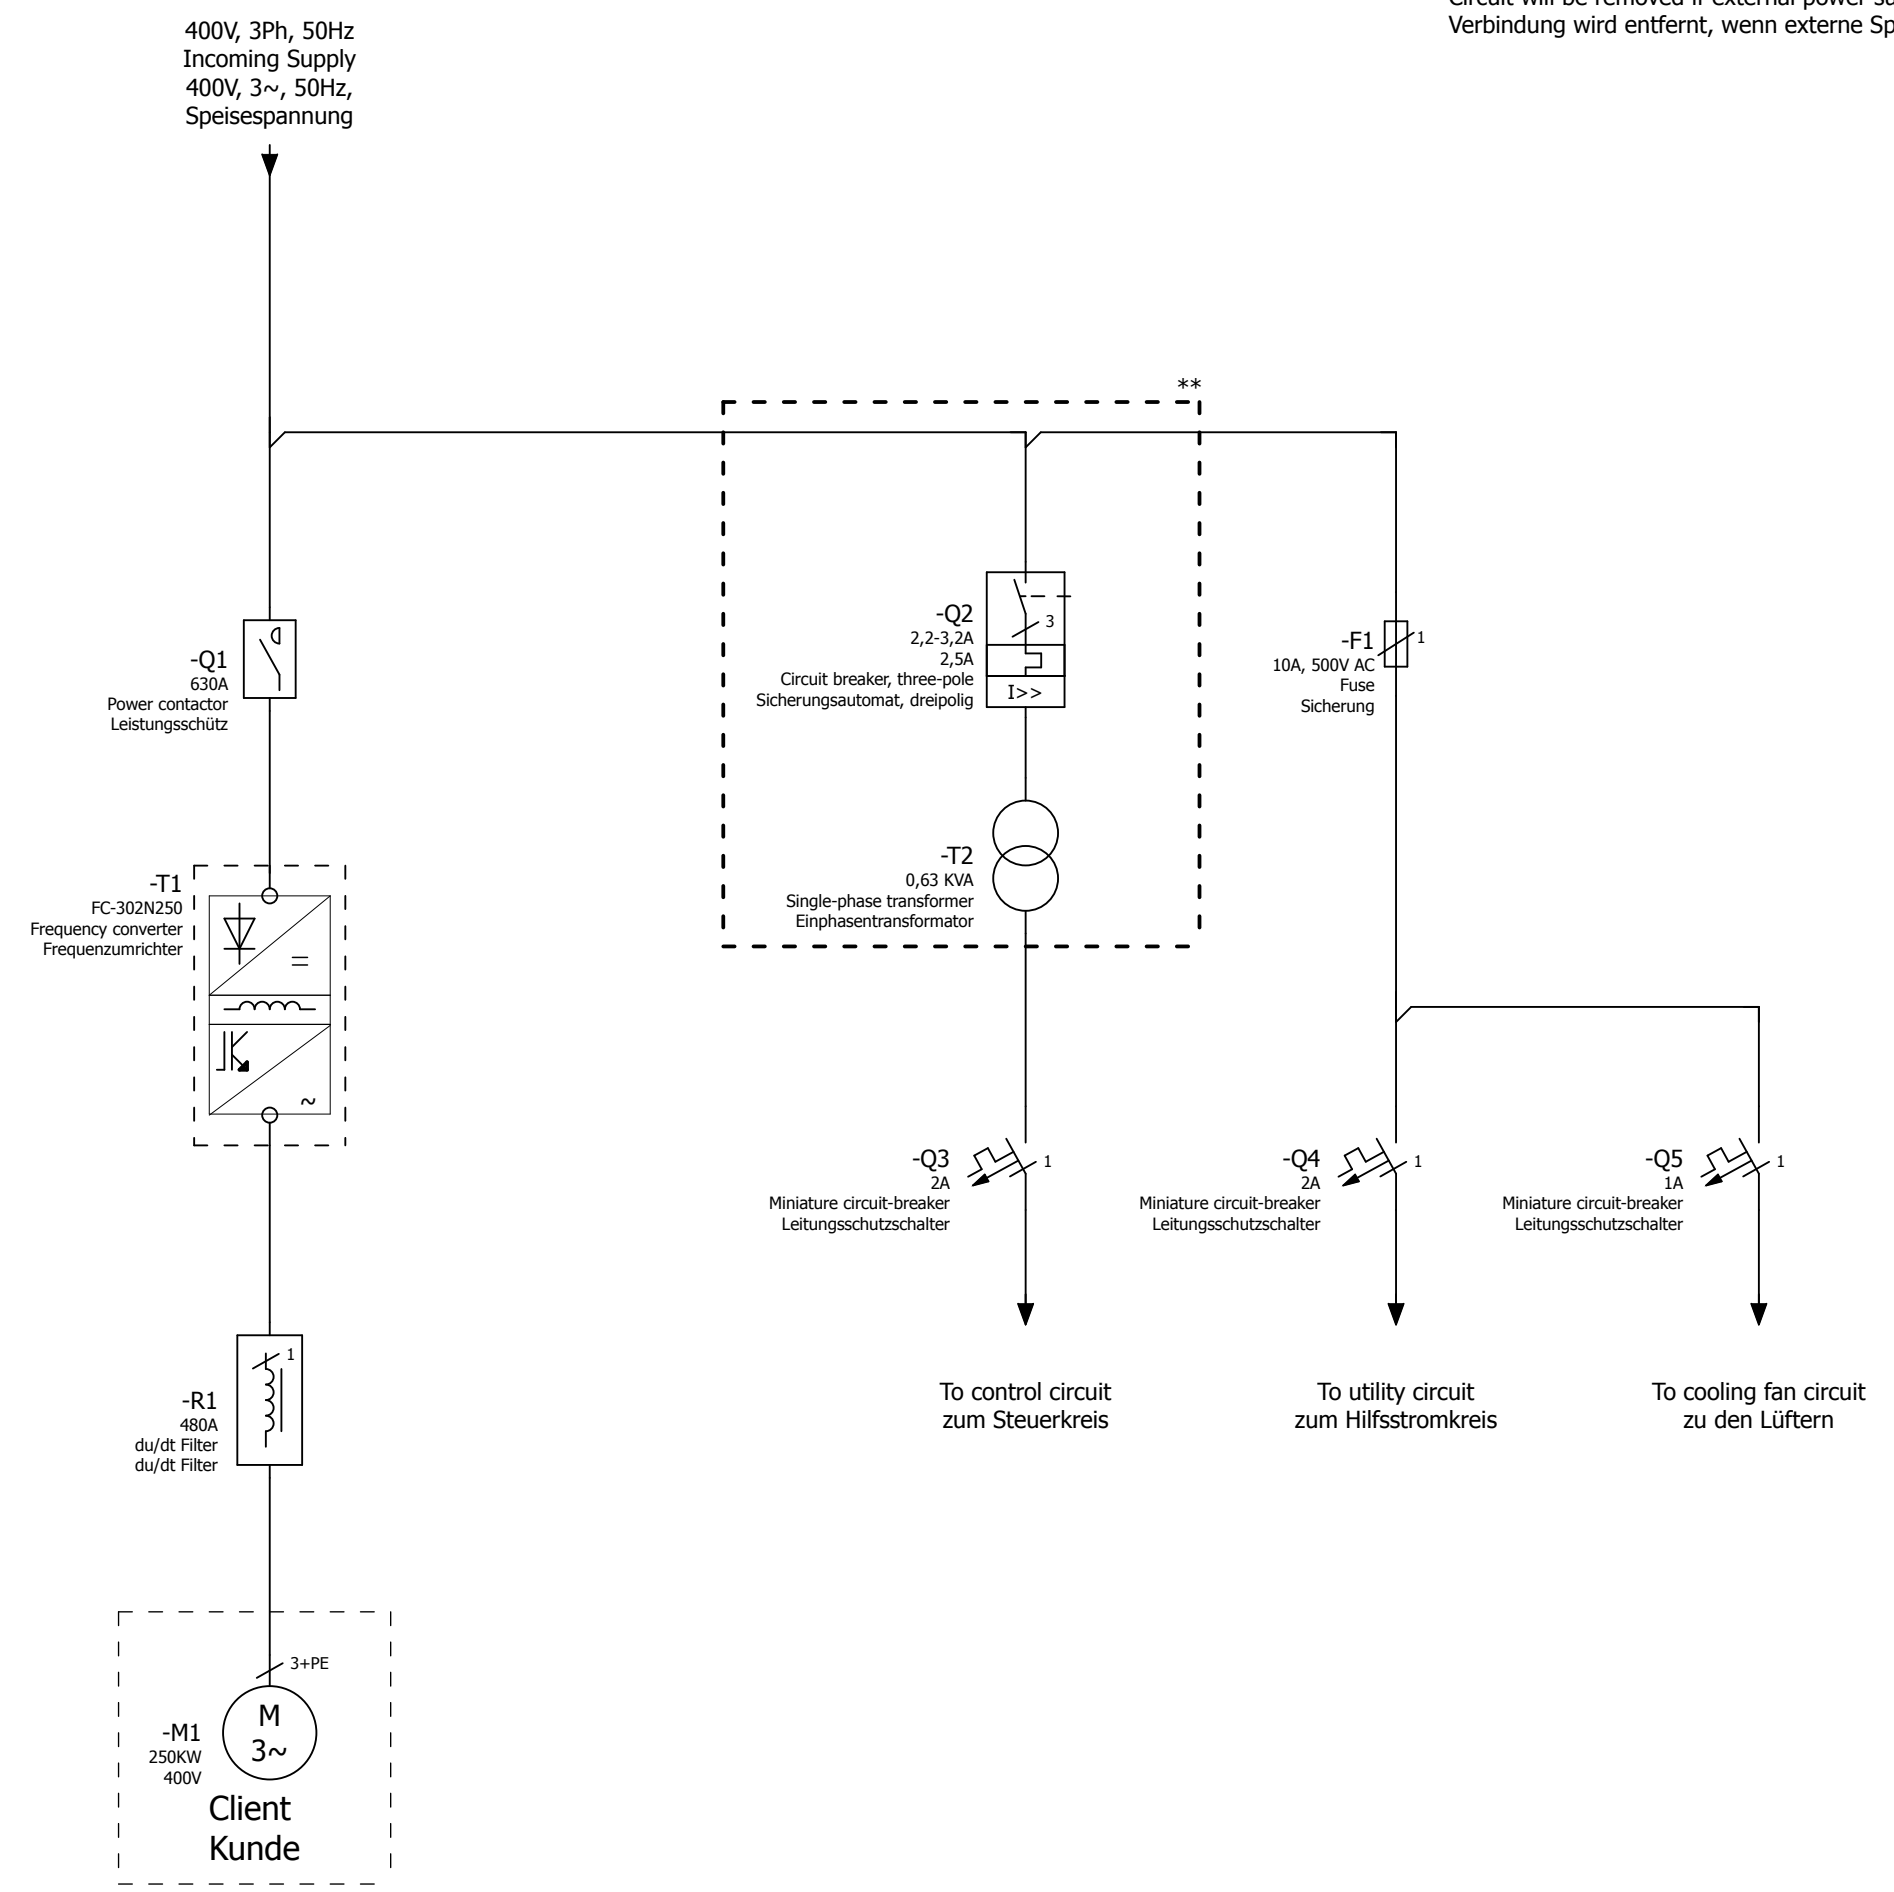 Circuit will be removed if external power
Verbindung wird entfernt, wenn externe
400V, 3Ph, 50Hz
Incoming Supply
400V, 3~, 50Hz,
Speisespannung
**
-Q1
630A
Power contactor
Leistungsschütz
-Q2
2,2-3,2A
2,5A
Circuit breaker, three-pole
Sicherungsautomat, dreipolig
3
I>>
-F1
10A, 500V AC
Fuse
Sicherung
1
-T1
FC-302N250
Frequency converter
Frequenzumrichter
=
~
-T2
0,63 KVA
Single-phase transformer
Einphasentransformator
-Q3
2A
Miniature circuit-breaker
Leitungsschutzschalter
1
-Q4
2A
Miniature circuit-breaker
Leitungsschutzschalter
1
-Q5
1A
Miniature circuit-breaker
Leitungsschutzschalter
1
To control circuit
zum Steuerkreis
To utility circuit
zum Hilfsstromkreis
To cooling fan circuit
zu den Lüftern
-R1
480A
du/dt Filter
du/dt Filter
1
3+PE
-M1
250KW
400V
M
3~
Client
Kunde